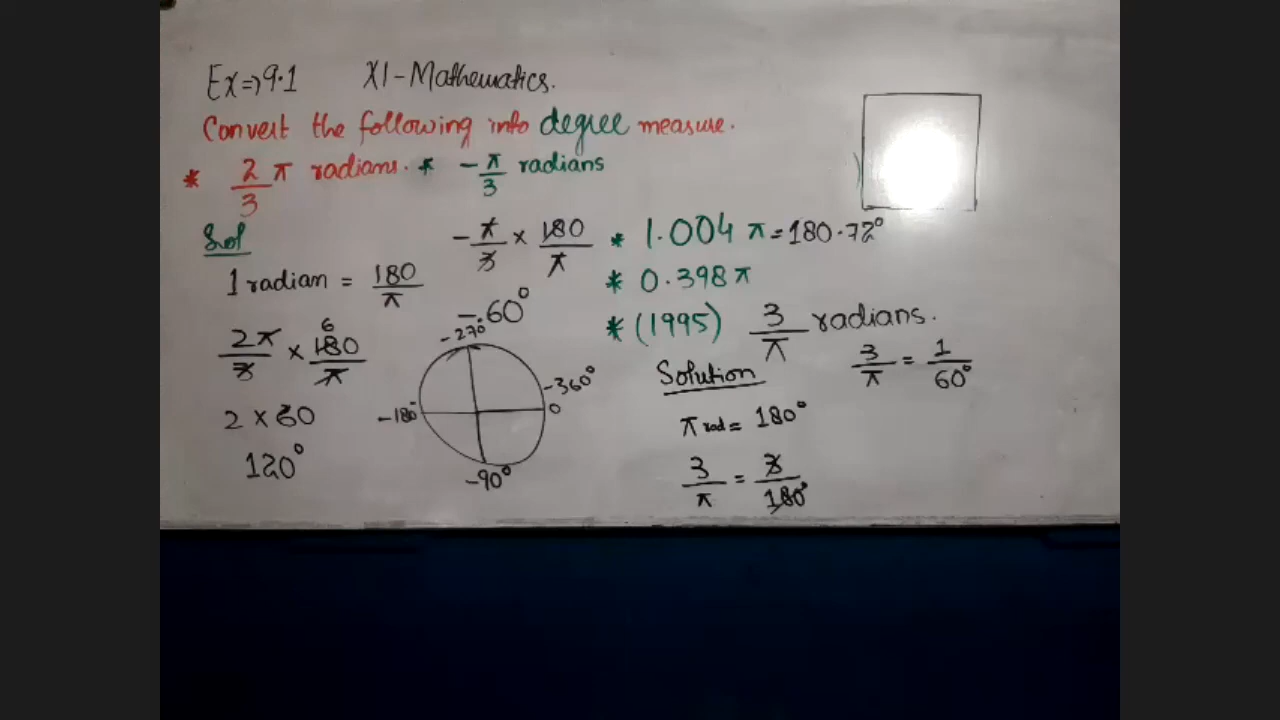 Ex⇒9.1 XI-Mathematics.
Convert the following into degree measure.
* 2/3 π radians. * -π/3 radians
Sol
1 radian = 180/π
2π/3 × 180/π
6
2 × 60
120°
-π/3 × 180/π
-60°
-270°
-360°
-180°
0
-90°
* 1.004 π = 180.72°
* 0.398 π
* (1995) 3/π radians.
Solution
π rad = 180°
3/π = 3/180°
3/π = 1/60°